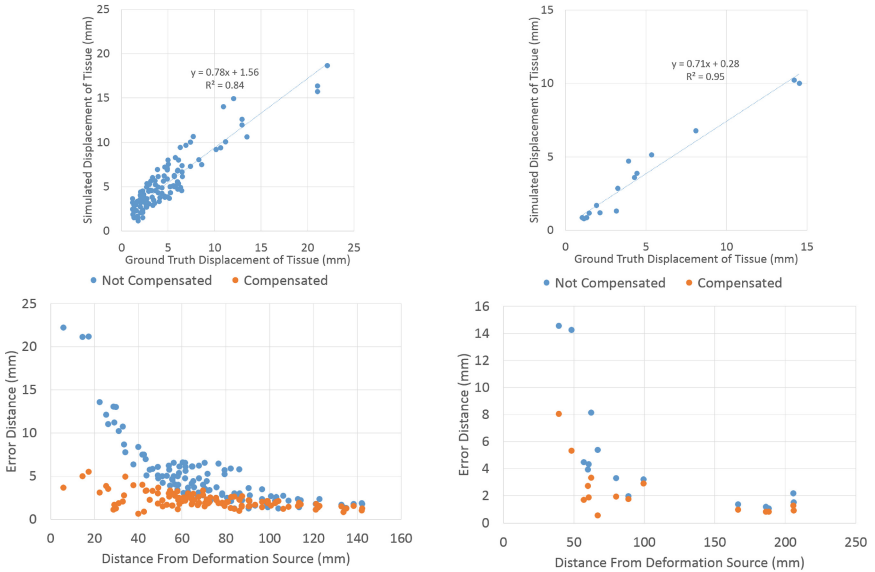 25
20
15
10
5
0
0 5 10 15 20 25
Simulated Displacement of Tissue (mm)
y = 0.78x + 1.56
R² = 0.84
Ground Truth Displacement of Tissue (mm)
15
10
5
0
0 5 10 15
Simulated Displacement of Tissue (mm)
y = 0.71x + 0.28
R² = 0.95
Ground Truth Displacement of Tissue (mm)
Not Compensated Compensated
25
20
15
10
5
0
0 20 40 60 80 100 120 140 160
Error Distance (mm)
Distance From Deformation Source (mm)
Not Compensated Compensated
16
14
12
10
8
6
4
2
0
0 50 100 150 200 250
Error Distance (mm)
Distance From Deformation Source (mm)